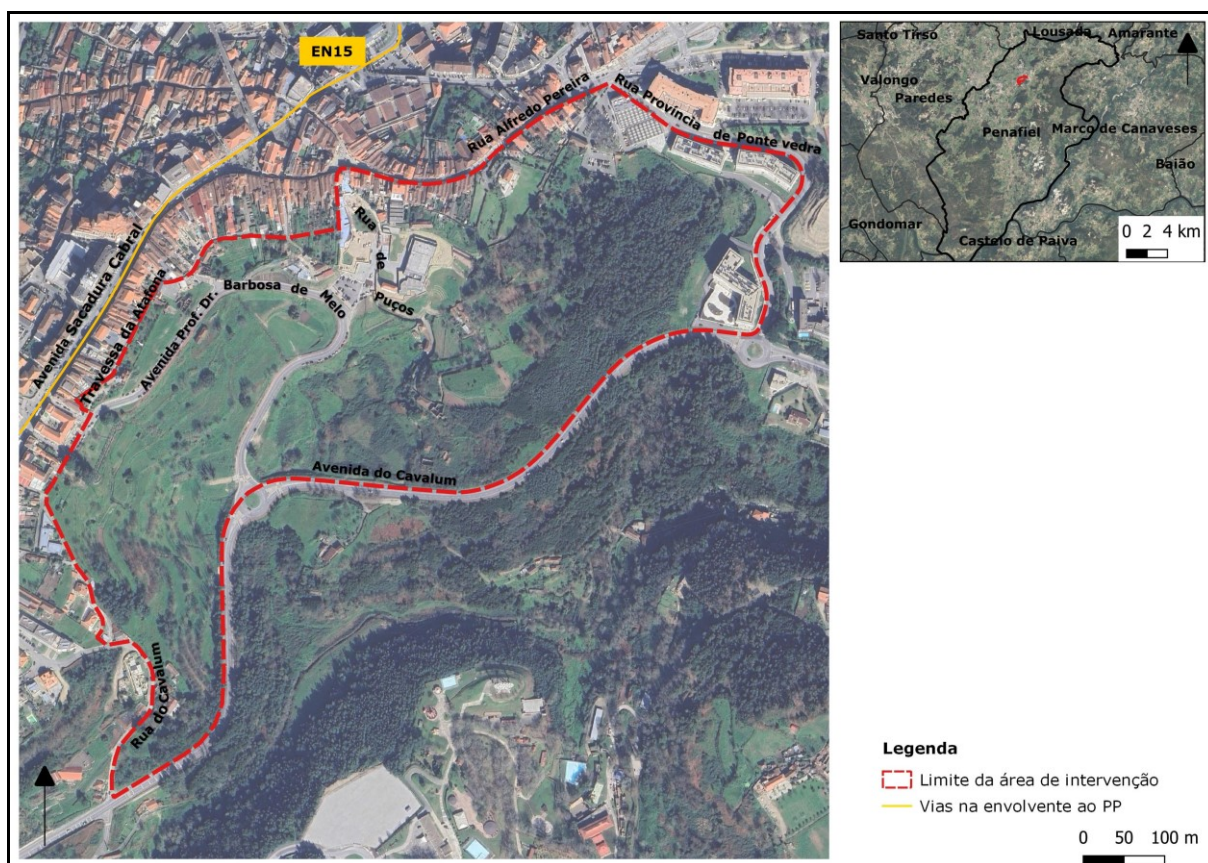 EN15
Rua Alfredo Pereira
Rua Província de Ponte vedra
Avenida Sacadura Cabral
Travessa da Atafona
Avenida Prof. Dr. Barbosa de Melo
Rua de Puços
Avenida do Cavalum
Rua do Cavalum
Santo Tirso
Lousada
Amarante
Valongo
Paredes
Penafiel
Marco de Canaveses
Baião
Gondomar
Castelo de Paiva
0 2 4 km
Legenda
Limite da área de intervenção
Vias na envolvente ao PP
0 50 100 m